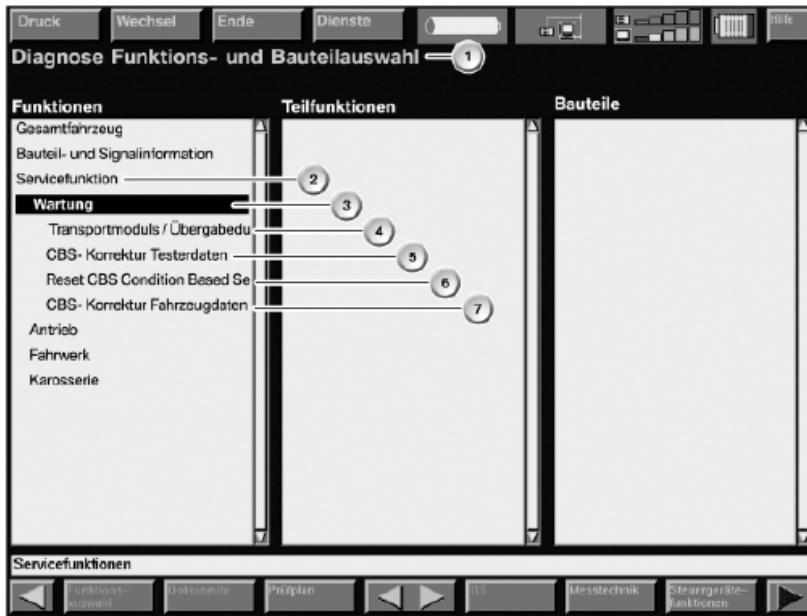 Druck Wechsel Ende Dienste Hilfe
Diagnose Funktions- und Bauteilauswahl 1
Funktionen Teilfunktionen Bauteile
Gesamtfahrzeug
Bauteil- und Signalinformation
Servicefunktion 2
Wartung 3
Transportmoduls / Übergabedu 4
CBS- Korrektur Testerdaten 5
Reset CBS Condition Based Se 6
CBS- Korrektur Fahrzeugdaten 7
Antrieb
Fahrwerk
Karosserie
Servicefunktionen
Funktions- Dokumente Prüfplan Messtechnik Steuergeräte-
auswahl funktionen